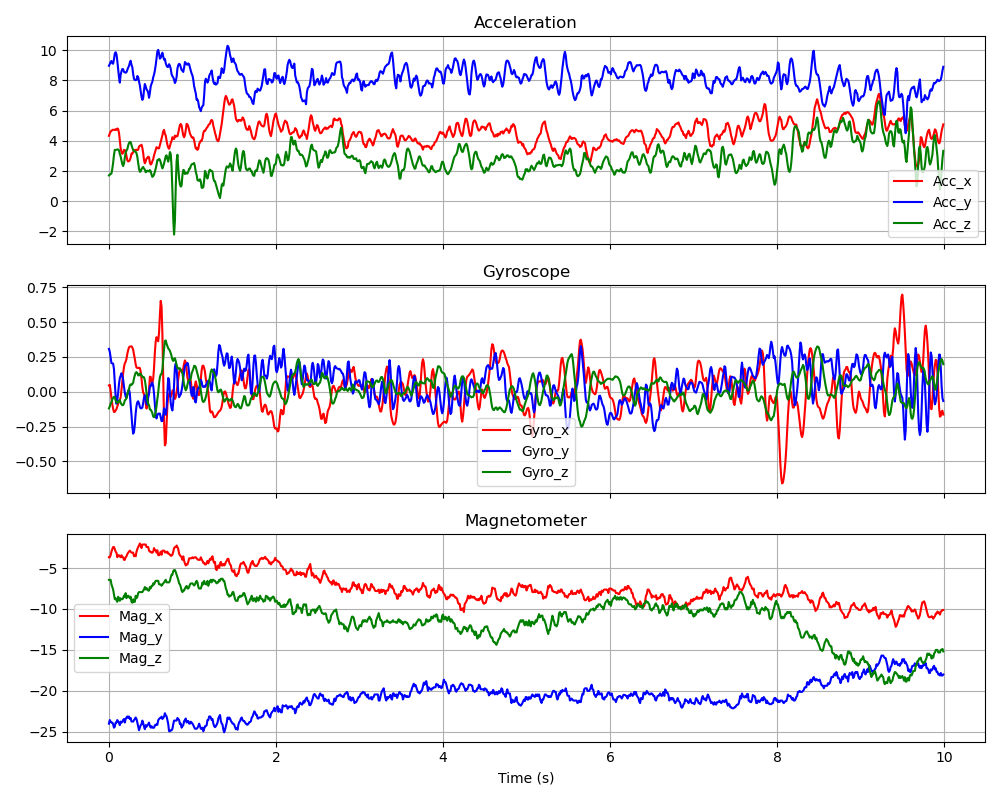 Acceleration
10
8
6
4
2
0
−2
Acc_x
Acc_y
Acc_z
Gyroscope
0.75
0.50
0.25
0.00
−0.25
−0.50
Gyro_x
Gyro_y
Gyro_z
Magnetometer
−5
−10
−15
−20
−25
Mag_x
Mag_y
Mag_z
0 2 4 6 8 10
Time (s)